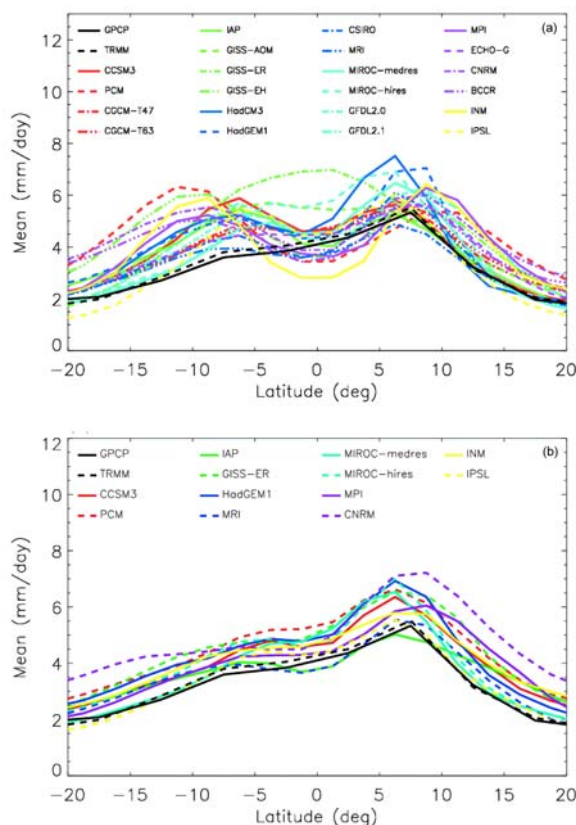 (a)
GPCP IAP CSIRO MPI
TRMM GISS-AOM MRI ECHO-G
CCSM3 GISS-ER MIROC-medres CNRM
PCM GISS-EH MIROC-hires BCCR
CGCM-T47 HadCM3 GFDL2.0 INM
CGCM-T63 HadGEM1 GFDL2.1 IPSL
Mean (mm/day)
12
10
8
6
4
2
0
-20 -15 -10 -5 0 5 10 15 20
Latitude (deg)
(b)
GPCP IAP MIROC-medres INM
TRMM GISS-ER MIROC-hires IPSL
CCSM3 HadGEM1 MPI
PCM MRI CNRM
Mean (mm/day)
12
10
8
6
4
2
0
-20 -15 -10 -5 0 5 10 15 20
Latitude (deg)